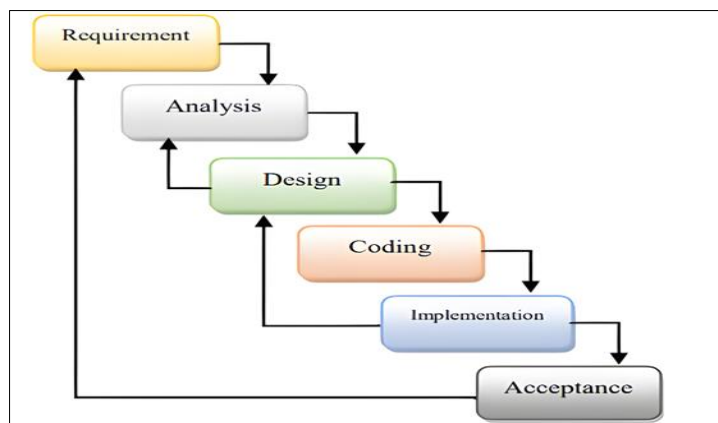 Requirement
Analysis
Design
Coding
Implementation
Acceptance